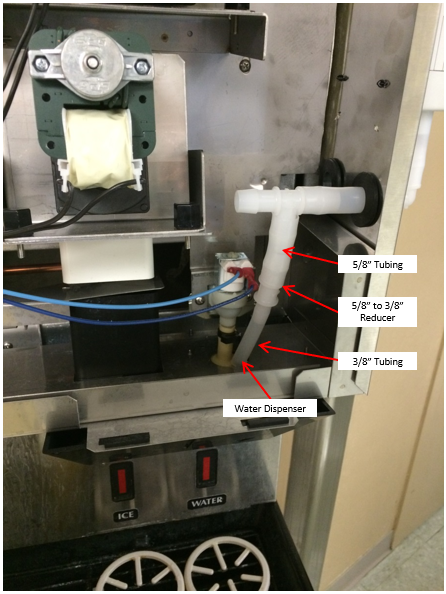 5/8" Tubing
5/8" to 3/8"
Reducer
3/8" Tubing
Water Dispenser
ICE
WATER